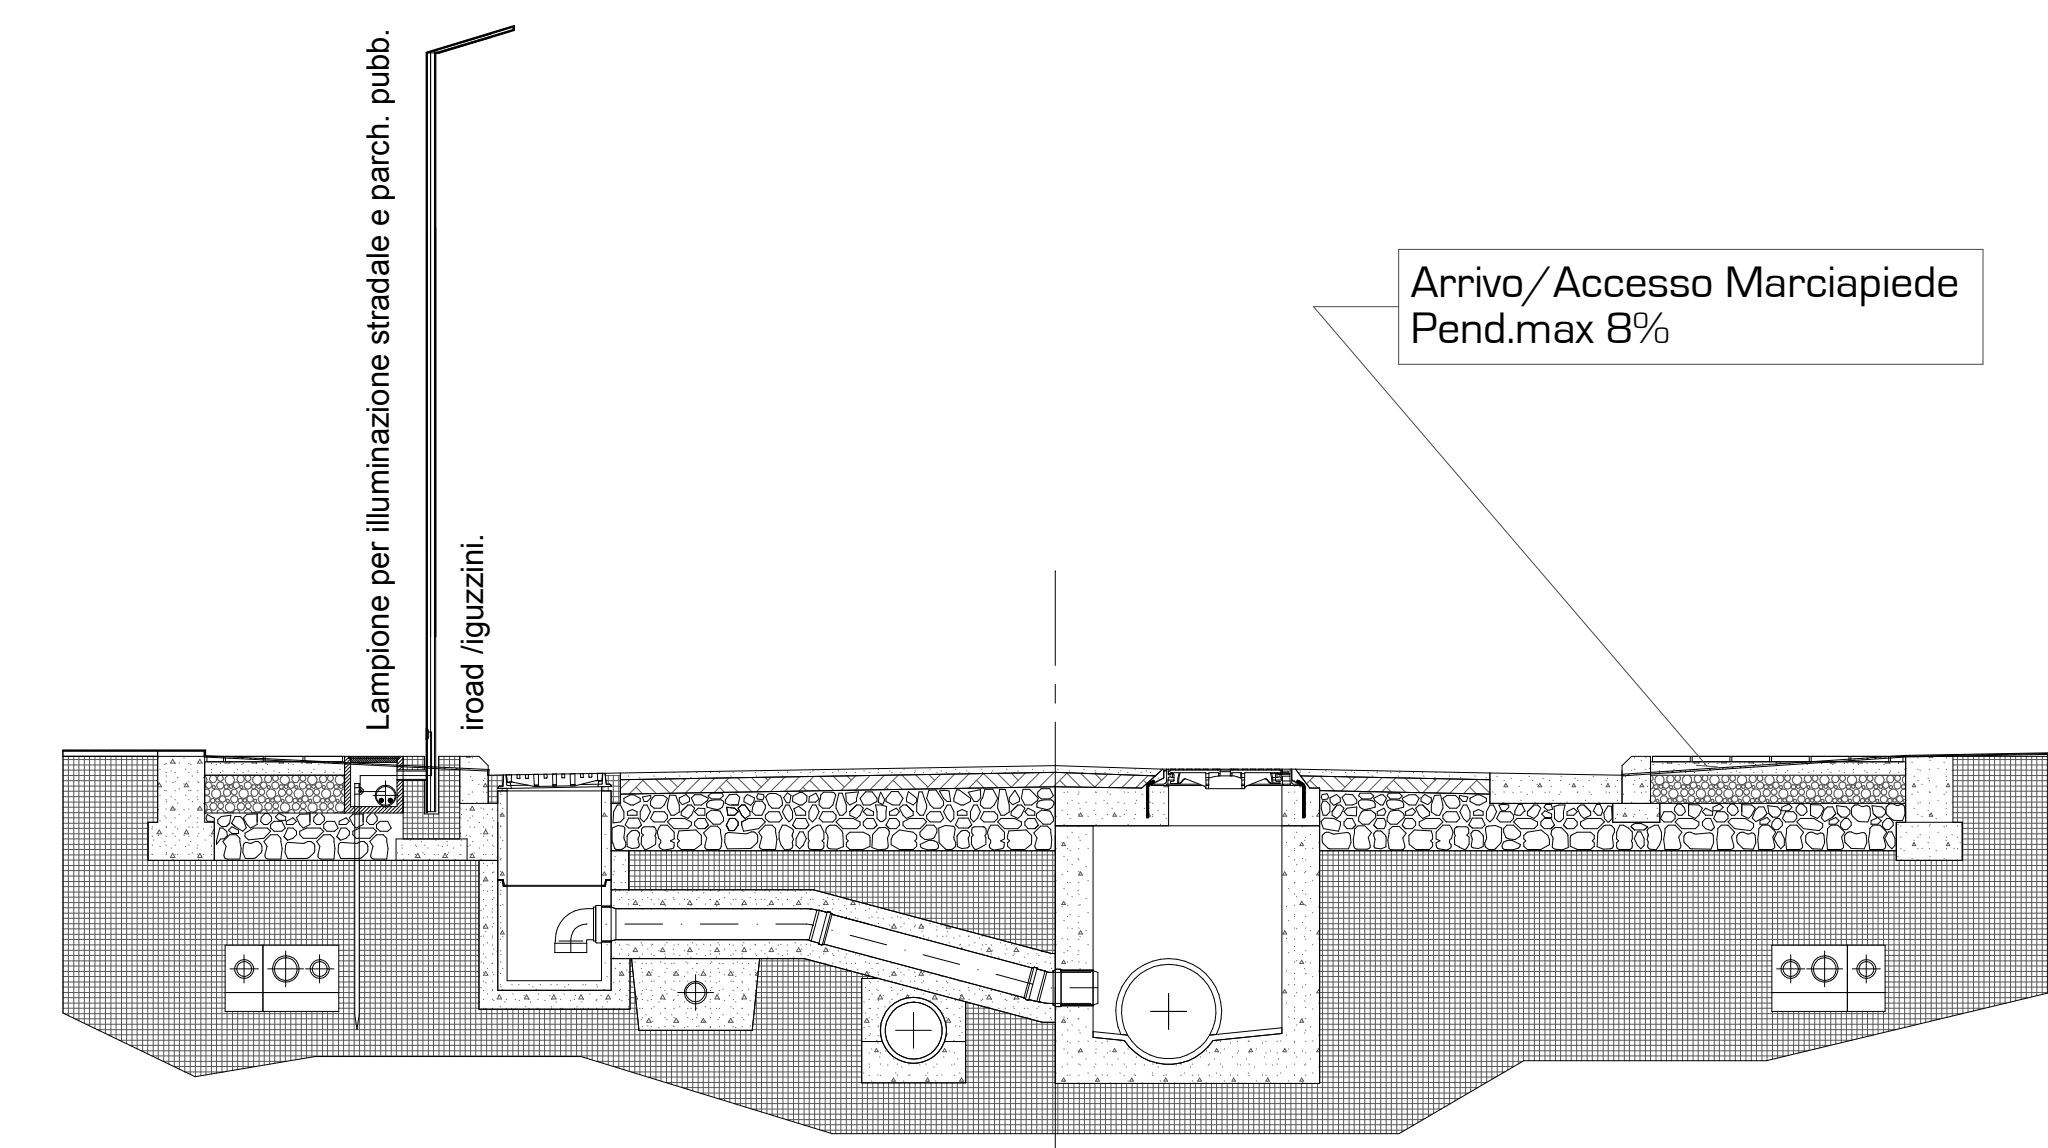 Lampione per illuminazione stradale e parch. pubb.
iroad /iguzzini.
Arrivo/Accesso Marciapiede
Pend.max 8%